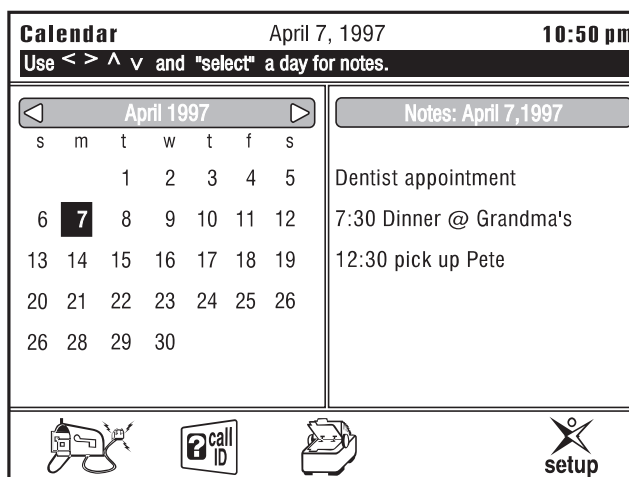 Calendar April 7, 1997 10:50 pm
Use < > ^ v and "select" a day for notes.
April 1997
s m t w t f s
1 2 3 4 5
6 7 8 9 10 11 12
13 14 15 16 17 18 19
20 21 22 23 24 25 26
26 28 29 30
Notes: April 7,1997
Dentist appointment
7:30 Dinner @ Grandma's
12:30 pick up Pete
? call ID
setup